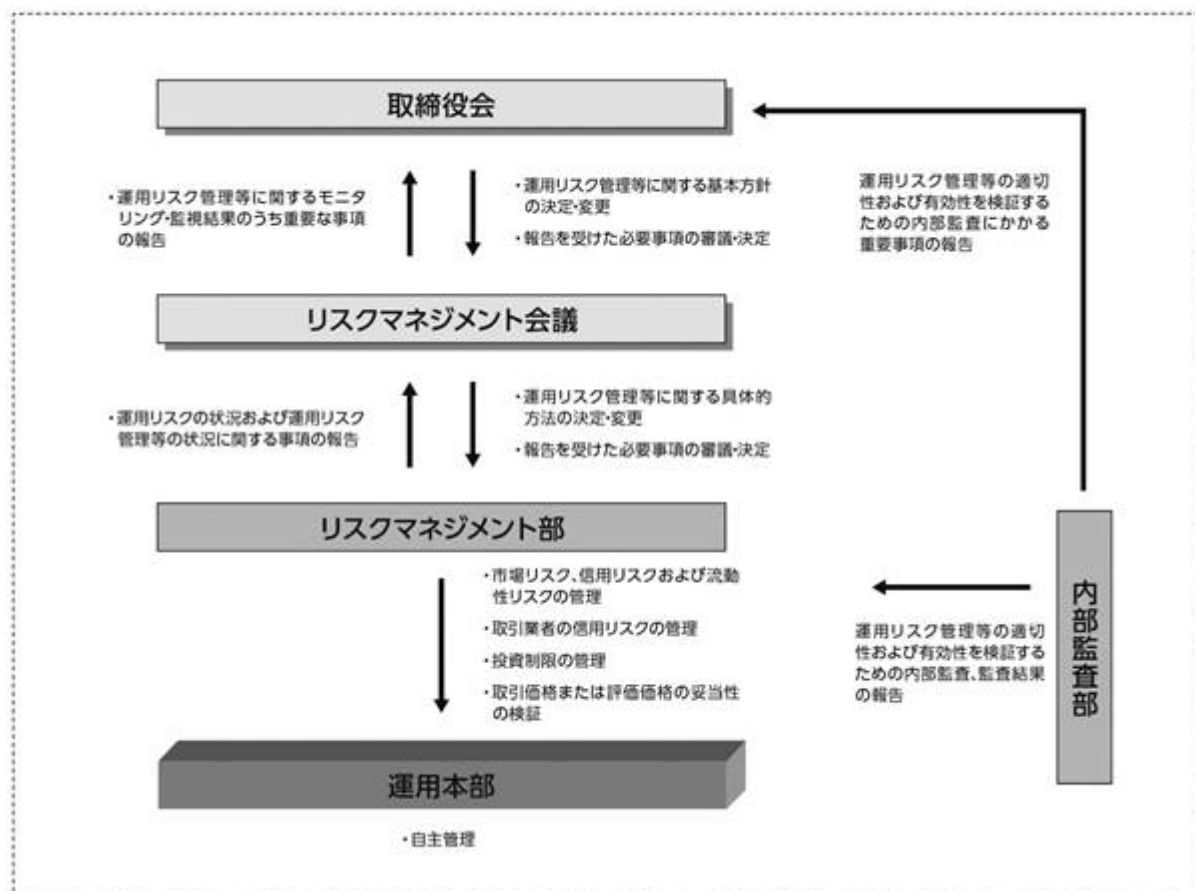 取締役会
・運用リスク管理等に関するモニタ
リング・監視結果のうち重要な事項
の報告
・運用リスク管理等に関する基本方針
の決定・変更
・報告を受けた必要事項の審議・決定
運用リスク管理等の適切
性および有効性を検証する
ための内部監査にかかる
重要事項の報告
リスクマネジメント会議
・運用リスクの状況および運用リスク
管理等の状況に関する事項の報告
・運用リスク管理等に関する具体的
方法の決定・変更
・報告を受けた必要事項の審議・決定
リスクマネジメント部
・市場リスク、信用リスクおよび流動
性リスクの管理
・取引業者の信用リスクの管理
・投資制限の管理
・取引価格または評価価格の妥当性
の検証
運用リスク管理等の適切
性および有効性を検証する
ための内部監査、監査結果
の報告
内部監査部
運用本部
・自主管理